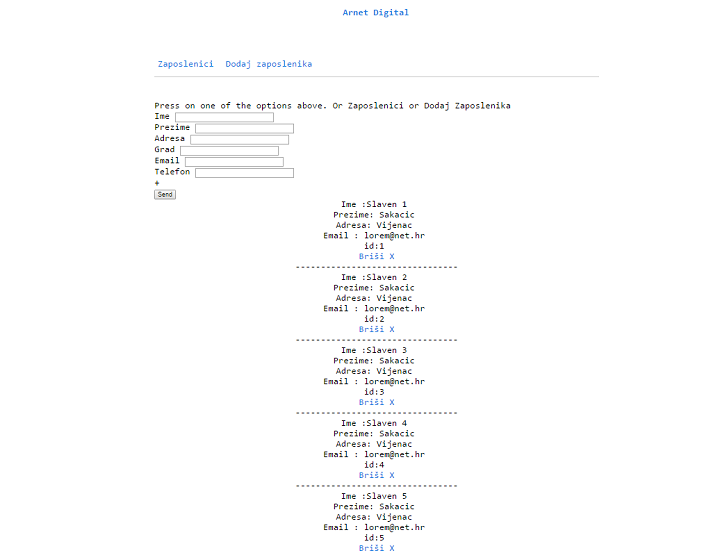 Arnet Digital
Zaposlenici Dodaj zaposlenika
Press on one of the options above. Or Zaposlenici or Dodaj Zaposlenika
Ime
Prezime
Adresa
Grad
Email
Telefon
+
Send
Ime :Slaven 1
Prezime: Sakacic
Adresa: Vijenac
Email : lorem@net.hr
id:1
Briši X
--------------------------------
Ime :Slaven 2
Prezime: Sakacic
Adresa: Vijenac
Email : lorem@net.hr
id:2
Briši X
--------------------------------
Ime :Slaven 3
Prezime: Sakacic
Adresa: Vijenac
Email : lorem@net.hr
id:3
Briši X
--------------------------------
Ime :Slaven 4
Prezime: Sakacic
Adresa: Vijenac
Email : lorem@net.hr
id:4
Briši X
--------------------------------
Ime :Slaven 5
Prezime: Sakacic
Adresa: Vijenac
Email : lorem@net.hr
id:5
Briši X